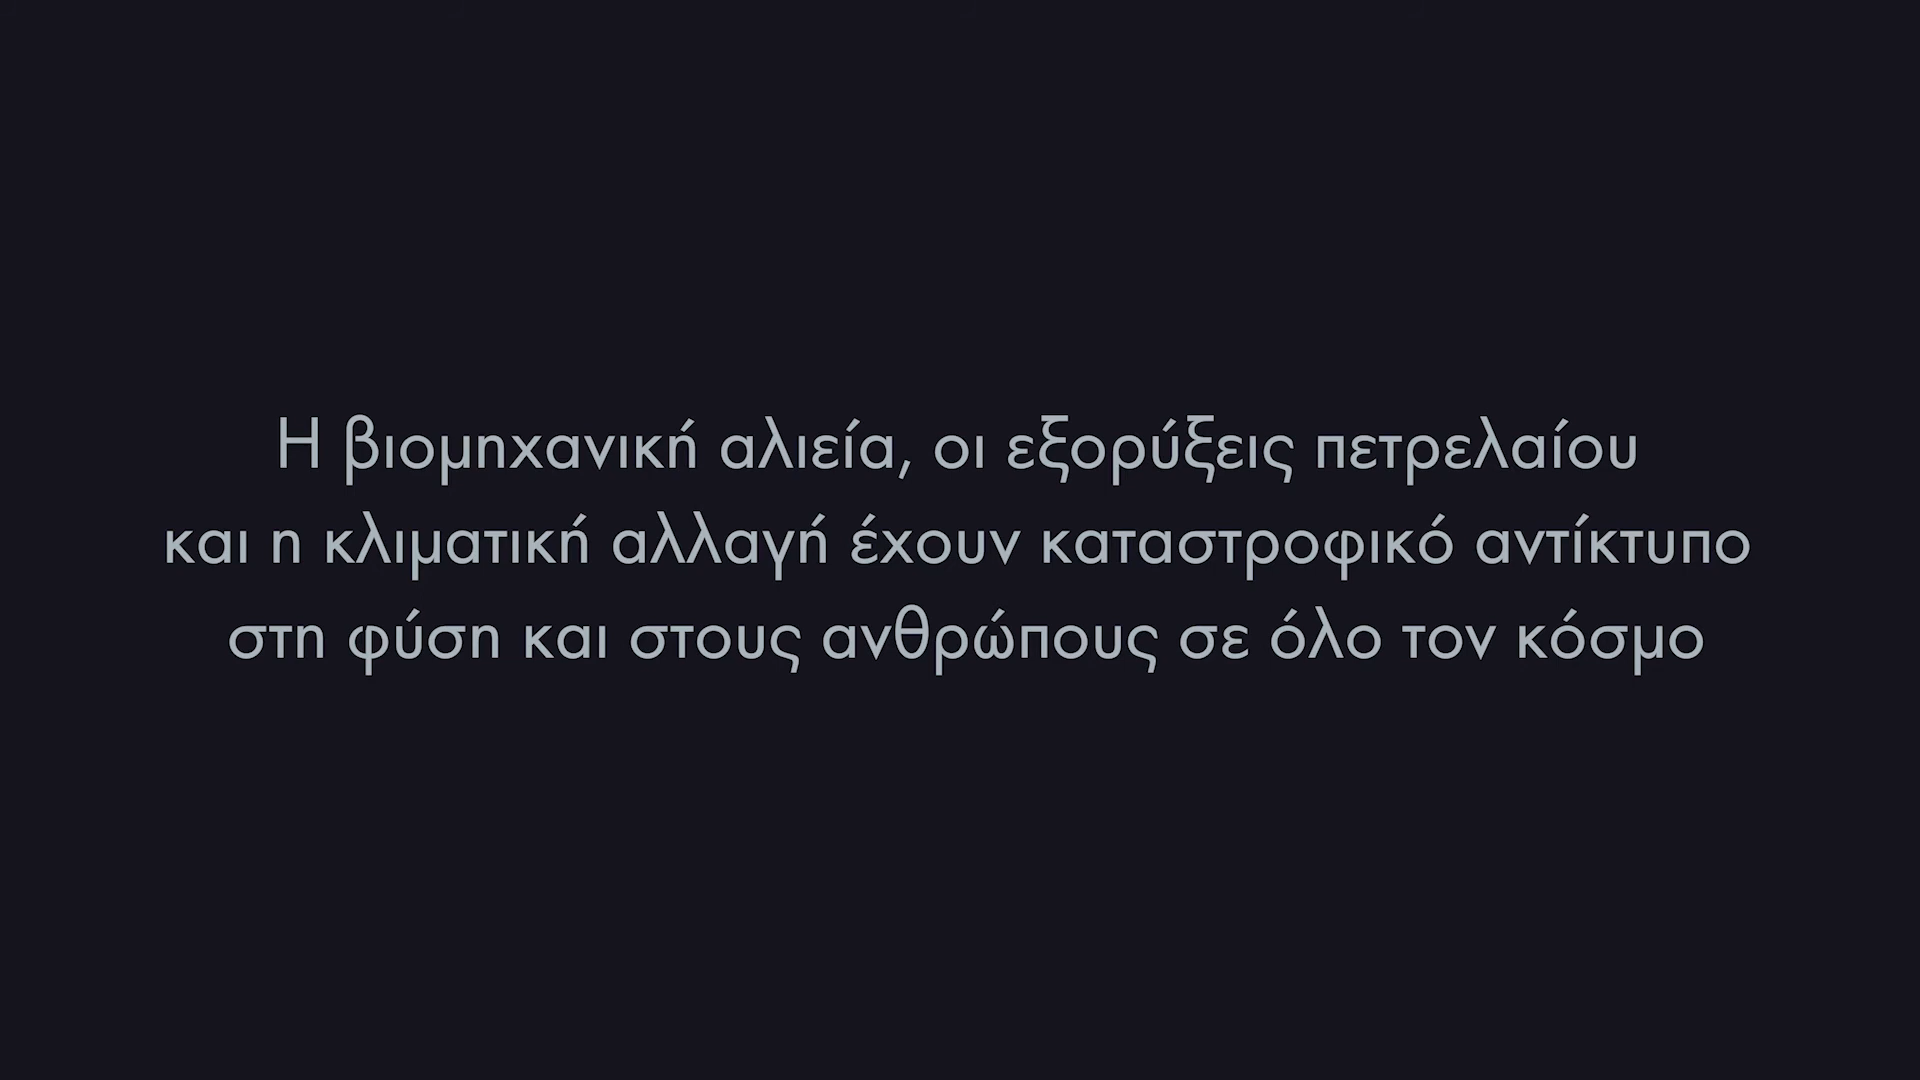 Η βιομηχανική αλιεία, οι εξορύξεις πετρελαίου
και η κλιματική αλλαγή έχουν καταστροφικό αντίκτυπο
στη φύση και στους ανθρώπους σε όλο τον κόσμο